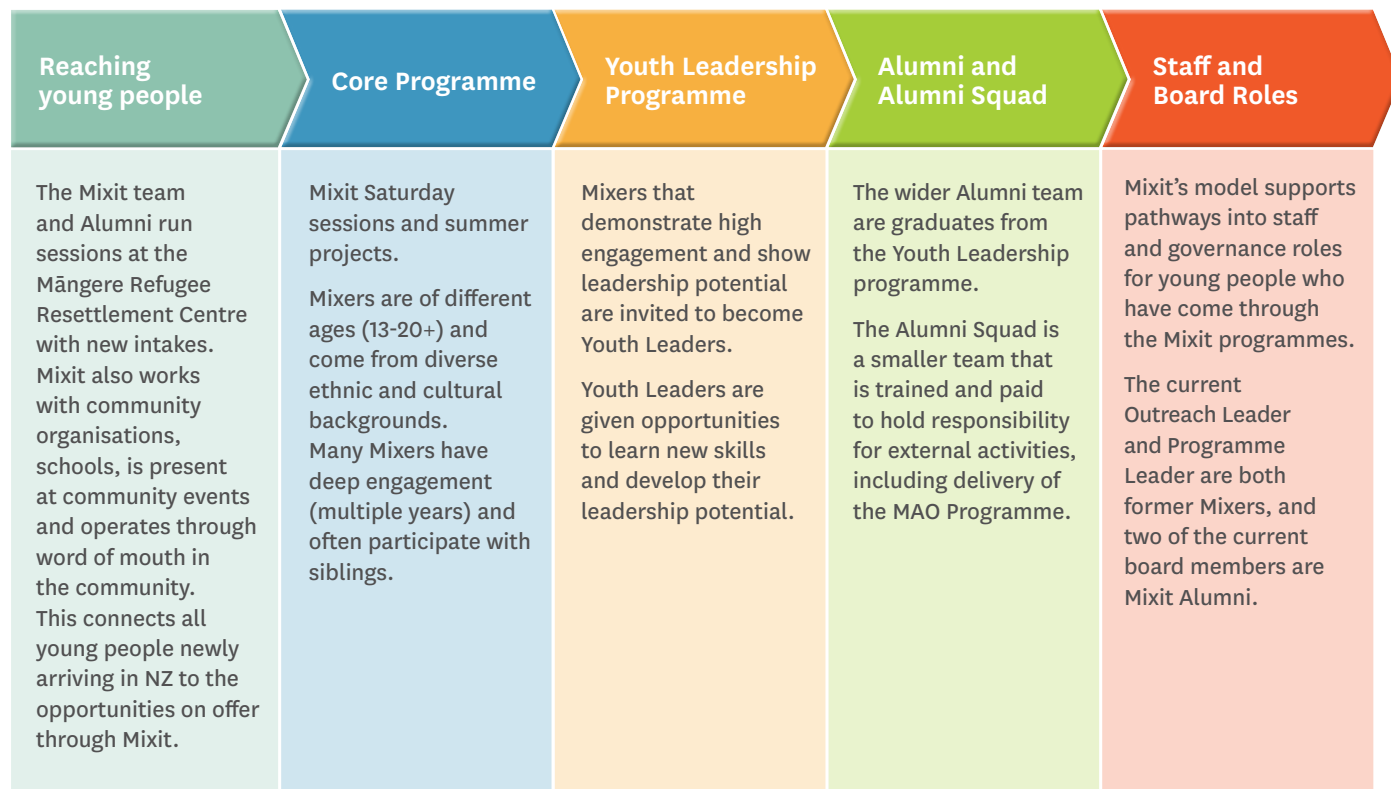 Reaching
young people
Core Programme
Youth Leadership
Programme
Alumni and
Alumni Squad
Staff and
Board Roles
The Mixit team
and Alumni run
sessions at the
Māngere Refugee
Resettlement Centre
with new intakes.
Mixit also works
with community
organisations,
schools, is present
at community events
and operates through
word of mouth in
the community.
This connects all
young people newly
arriving in NZ to the
opportunities on offer
through Mixit.
Mixit Saturday
sessions and summer
projects.
Mixers are of different
ages (13-20+) and
come from diverse
ethnic and cultural
backgrounds.
Many Mixers have
deep engagement
(multiple years) and
often participate with
siblings.
Mixers that
demonstrate high
engagement and show
leadership potential
are invited to become
Youth Leaders.
Youth Leaders are
given opportunities
to learn new skills
and develop their
leadership potential.
The wider Alumni team
are graduates from
the Youth Leadership
programme.
The Alumni Squad is
a smaller team that
is trained and paid
to hold responsibility
for external activities,
including delivery of
the MAO Programme.
Mixit’s model supports
pathways into staff
and governance roles
for young people who
have come through
the Mixit programmes.
The current
Outreach Leader
and Programme
Leader are both
former Mixers, and
two of the current
board members are
Mixit Alumni.